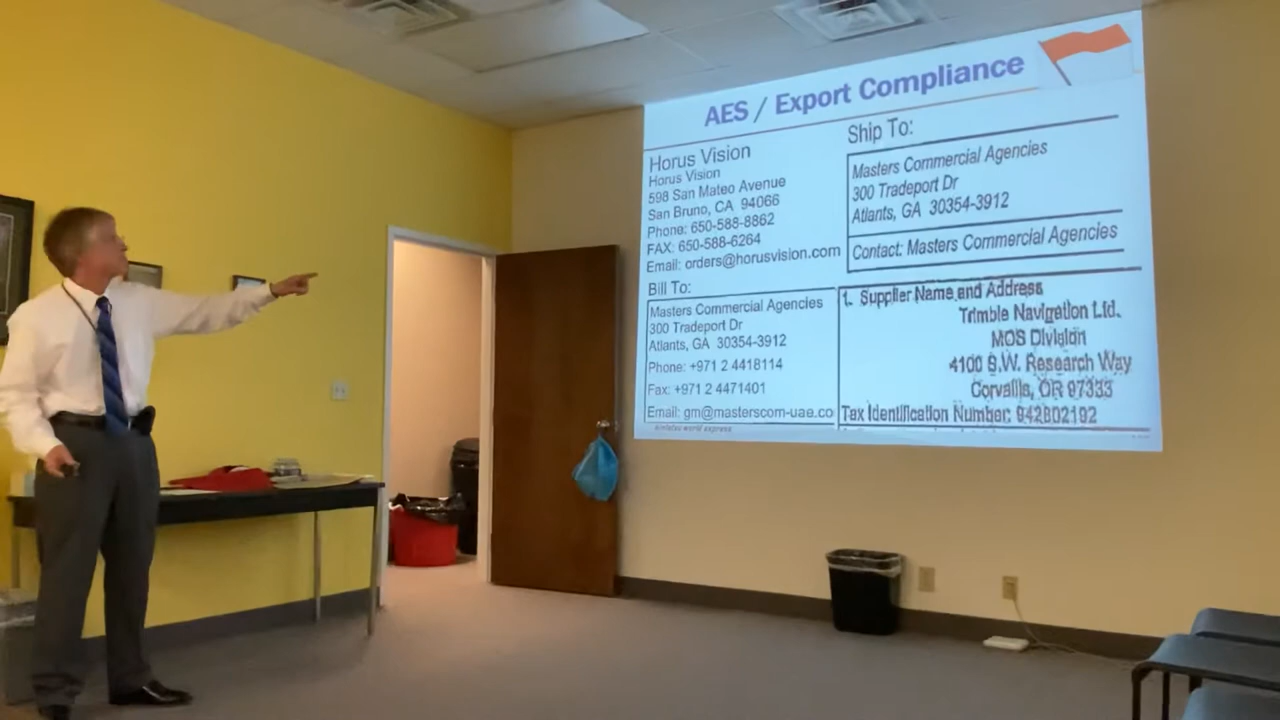 AES / Export Compliance
Horus Vision
Horus Vision
598 San Mateo Avenue
San Bruno, CA 94066
Phone: 650-588-8862
FAX: 650-588-6264
Email: orders@horusvision.com
Bill To:
Masters Commercial Agencies
300 Tradeport Dr
Atlants, GA 30354-3912
Phone: +971 2 4418114
Fax: +971 2 4471401
Email: gm@masterscom-uae.co
Ship To:
Masters Commercial Agencies
300 Tradeport Dr
Atlants, GA 30354-3912
Contact: Masters Commercial Agencies
1. Supplier Name and Address
Trimble Navigation Ltd.
MOS Division
4100 S.W. Research Way
Corvallis, OR 97333
Tax Identification Number: 942802192
world express